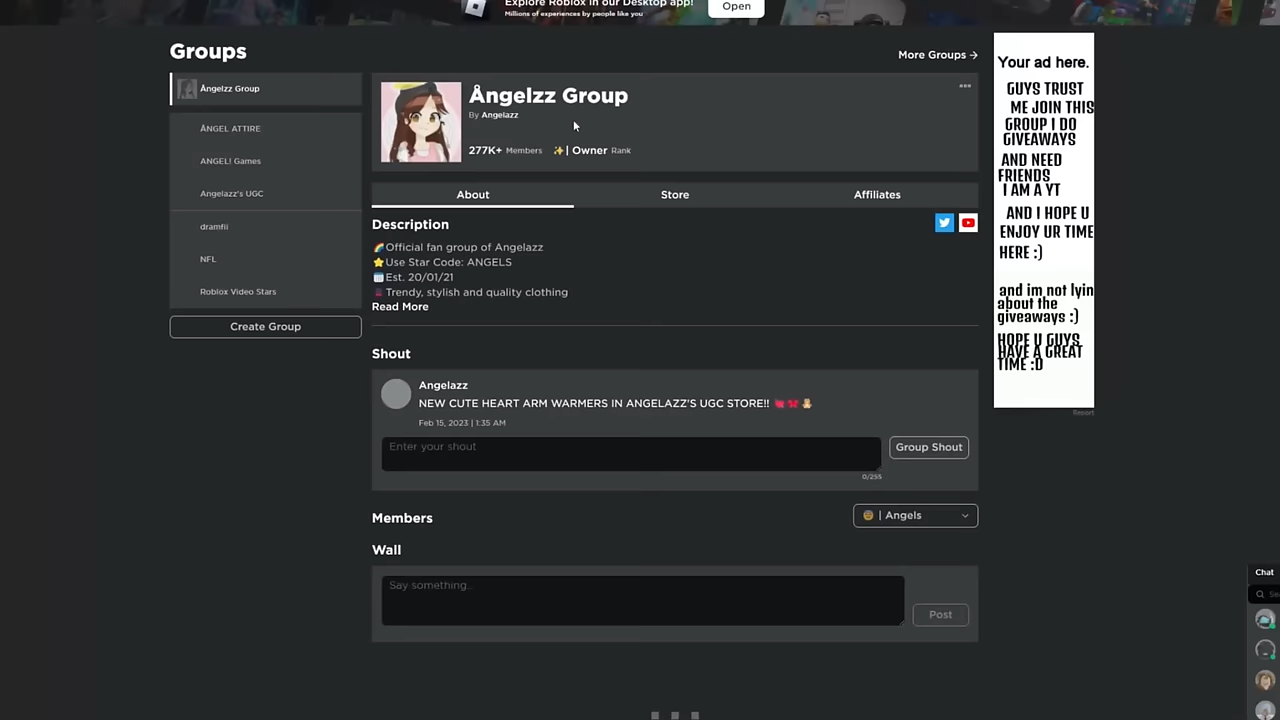 Explore Roblox in our Desktop app!
Millions of experiences by people like you
Open
Groups
More Groups →
Ångelzz Group
ÅNGEL ATTIRE
ANGEL! Games
Angelazz's UGC
dramfii
NFL
Roblox Video Stars
Create Group
Ångelzz Group
By Angelazz
277K+ Members ✨| Owner Rank
About
Store
Affiliates
Description
🌈Official fan group of Angelazz
⭐Use Star Code: ANGELS
Est. 20/01/21
Trendy, stylish and quality clothing
Read More
Shout
Angelazz
NEW CUTE HEART ARM WARMERS IN ANGELAZZ'S UGC STORE!!
Feb 15, 2023 | 1:35 AM
Enter your shout
Group Shout
0/255
Members
| Angels
Wall
Say something...
Post
Your ad here.
GUYS TRUST
ME JOIN THIS
GROUP I DO
GIVEAWAYS
AND NEED
FRIENDS
I AM A YT
AND I HOPE U
ENJOY UR TIME
HERE :)
and im not lyin
about the
giveaways :)
HOPE U GUYS
HAVE A GREAT
TIME :D
Report
Chat